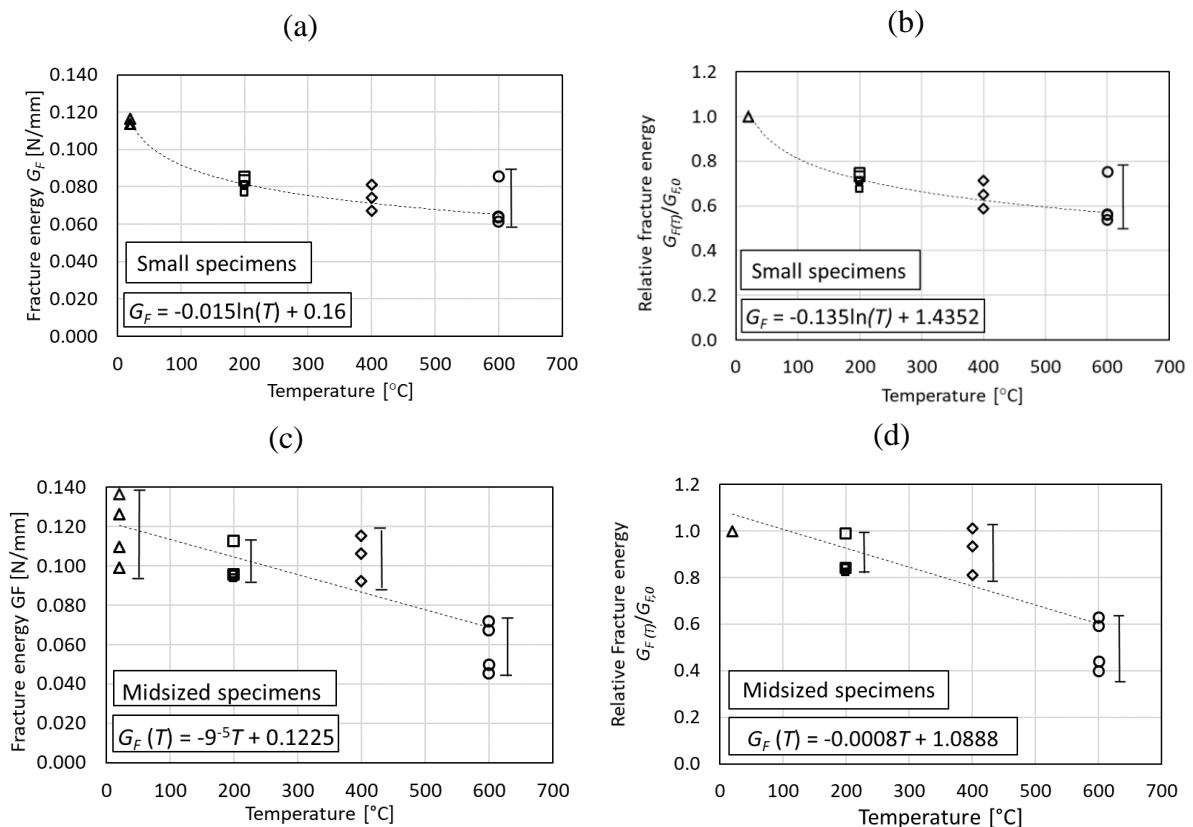 (a)
Fracture energy G_F [N/mm]
0.140
0.120
0.100
0.080
0.060
0.040
0.020
0.000
Small specimens
G_F = -0.015ln(T) + 0.16
0 100 200 300 400 500 600 700
Temperature [°C]
(b)
Relative fracture energy
G_F(T)/G_F,0
1.2
1.0
0.8
0.6
0.4
0.2
0.0
Small specimens
G_F = -0.135ln(T) + 1.4352
0 100 200 300 400 500 600 700
Temperature [°C]
(c)
Fracture energy GF [N/mm]
0.140
0.120
0.100
0.080
0.060
0.040
0.020
0.000
Midsized specimens
G_F (T) = -9^-5T + 0.1225
0 100 200 300 400 500 600 700
Temperature [°C]
(d)
Relative Fracture energy
G_F (T)/G_F,0
1.2
1.0
0.8
0.6
0.4
0.2
0.0
Midsized specimens
G_F (T) = -0.0008T + 1.0888
0 100 200 300 400 500 600 700
Temperature [°C]